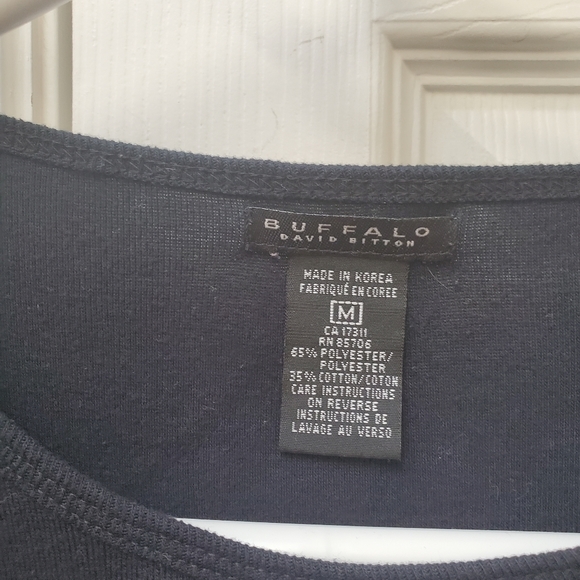 BUFFALO
DAVID BITTON
MADE IN KOREA
FABRIQUÉ EN COREE
M
CA 17311
RN 85706
65% POLYESTER/
POLYESTER
35% COTTON/COTON
CARE INSTRUCTIONS
ON REVERSE
INSTRUCTIONS DE
LAVAGE AU VERSO